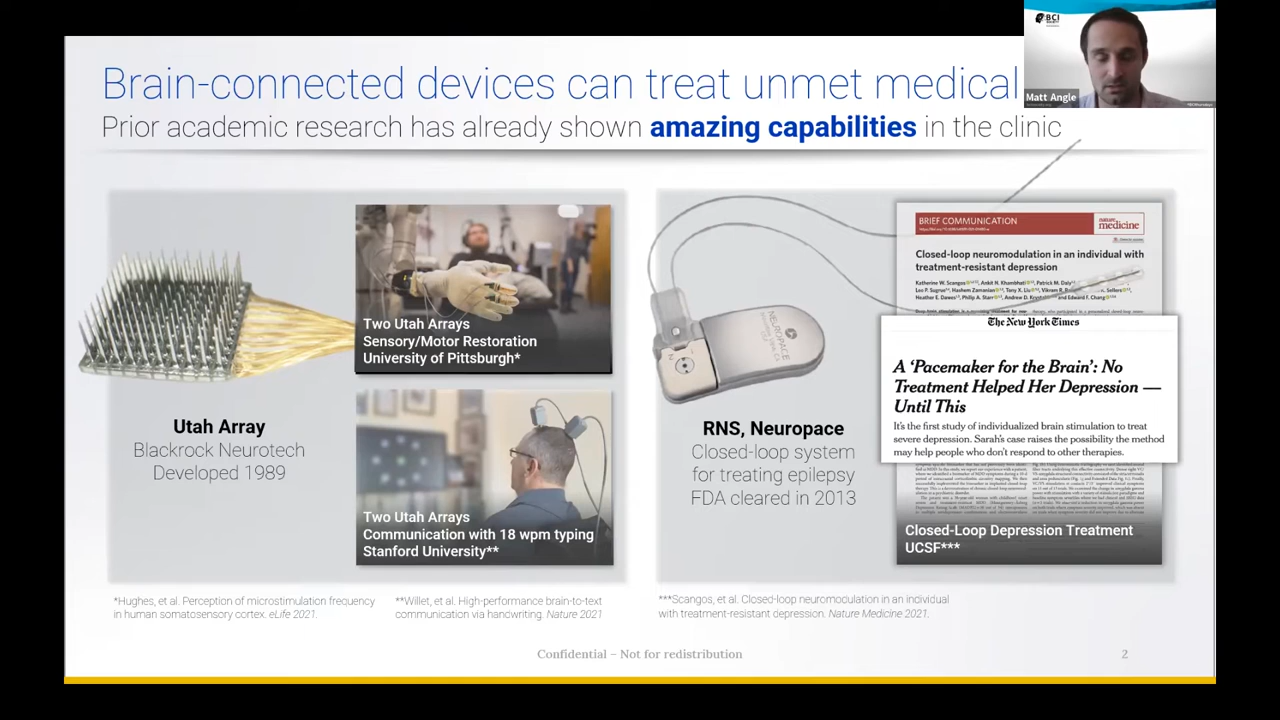 BCI
SOCIETY
Matt Angle
Brain-connected devices can treat unmet medical
Prior academic research has already shown amazing capabilities in the clinic
Two Utah Arrays
Sensory/Motor Restoration
University of Pittsburgh*
Utah Array
Blackrock Neurotech
Developed 1989
Two Utah Arrays
Communication with 18 wpm typing
Stanford University**
NEUROPACE
RNS, Neuropace
Closed-loop system
for treating epilepsy
FDA cleared in 2013
BRIEF COMMUNICATION
nature
medicine
Closed-loop neuromodulation in an individual with
treatment-resistant depression
The New York Times
A ‘Pacemaker for the Brain’: No
Treatment Helped Her Depression —
Until This
It’s the first study of individualized brain stimulation to treat
severe depression. Sarah’s case raises the possibility the method
may help people who don’t respond to other therapies.
Closed-Loop Depression Treatment
UCSF***
*Hughes, et al. Perception of microstimulation frequency
in human somatosensory cortex. eLife 2021.
**Willet, et al. High-performance brain-to-text
communication via handwriting. Nature 2021
***Scangos, et al. Closed-loop neuromodulation in an individual
with treatment-resistant depression. Nature Medicine 2021.
Confidential – Not for redistribution
2